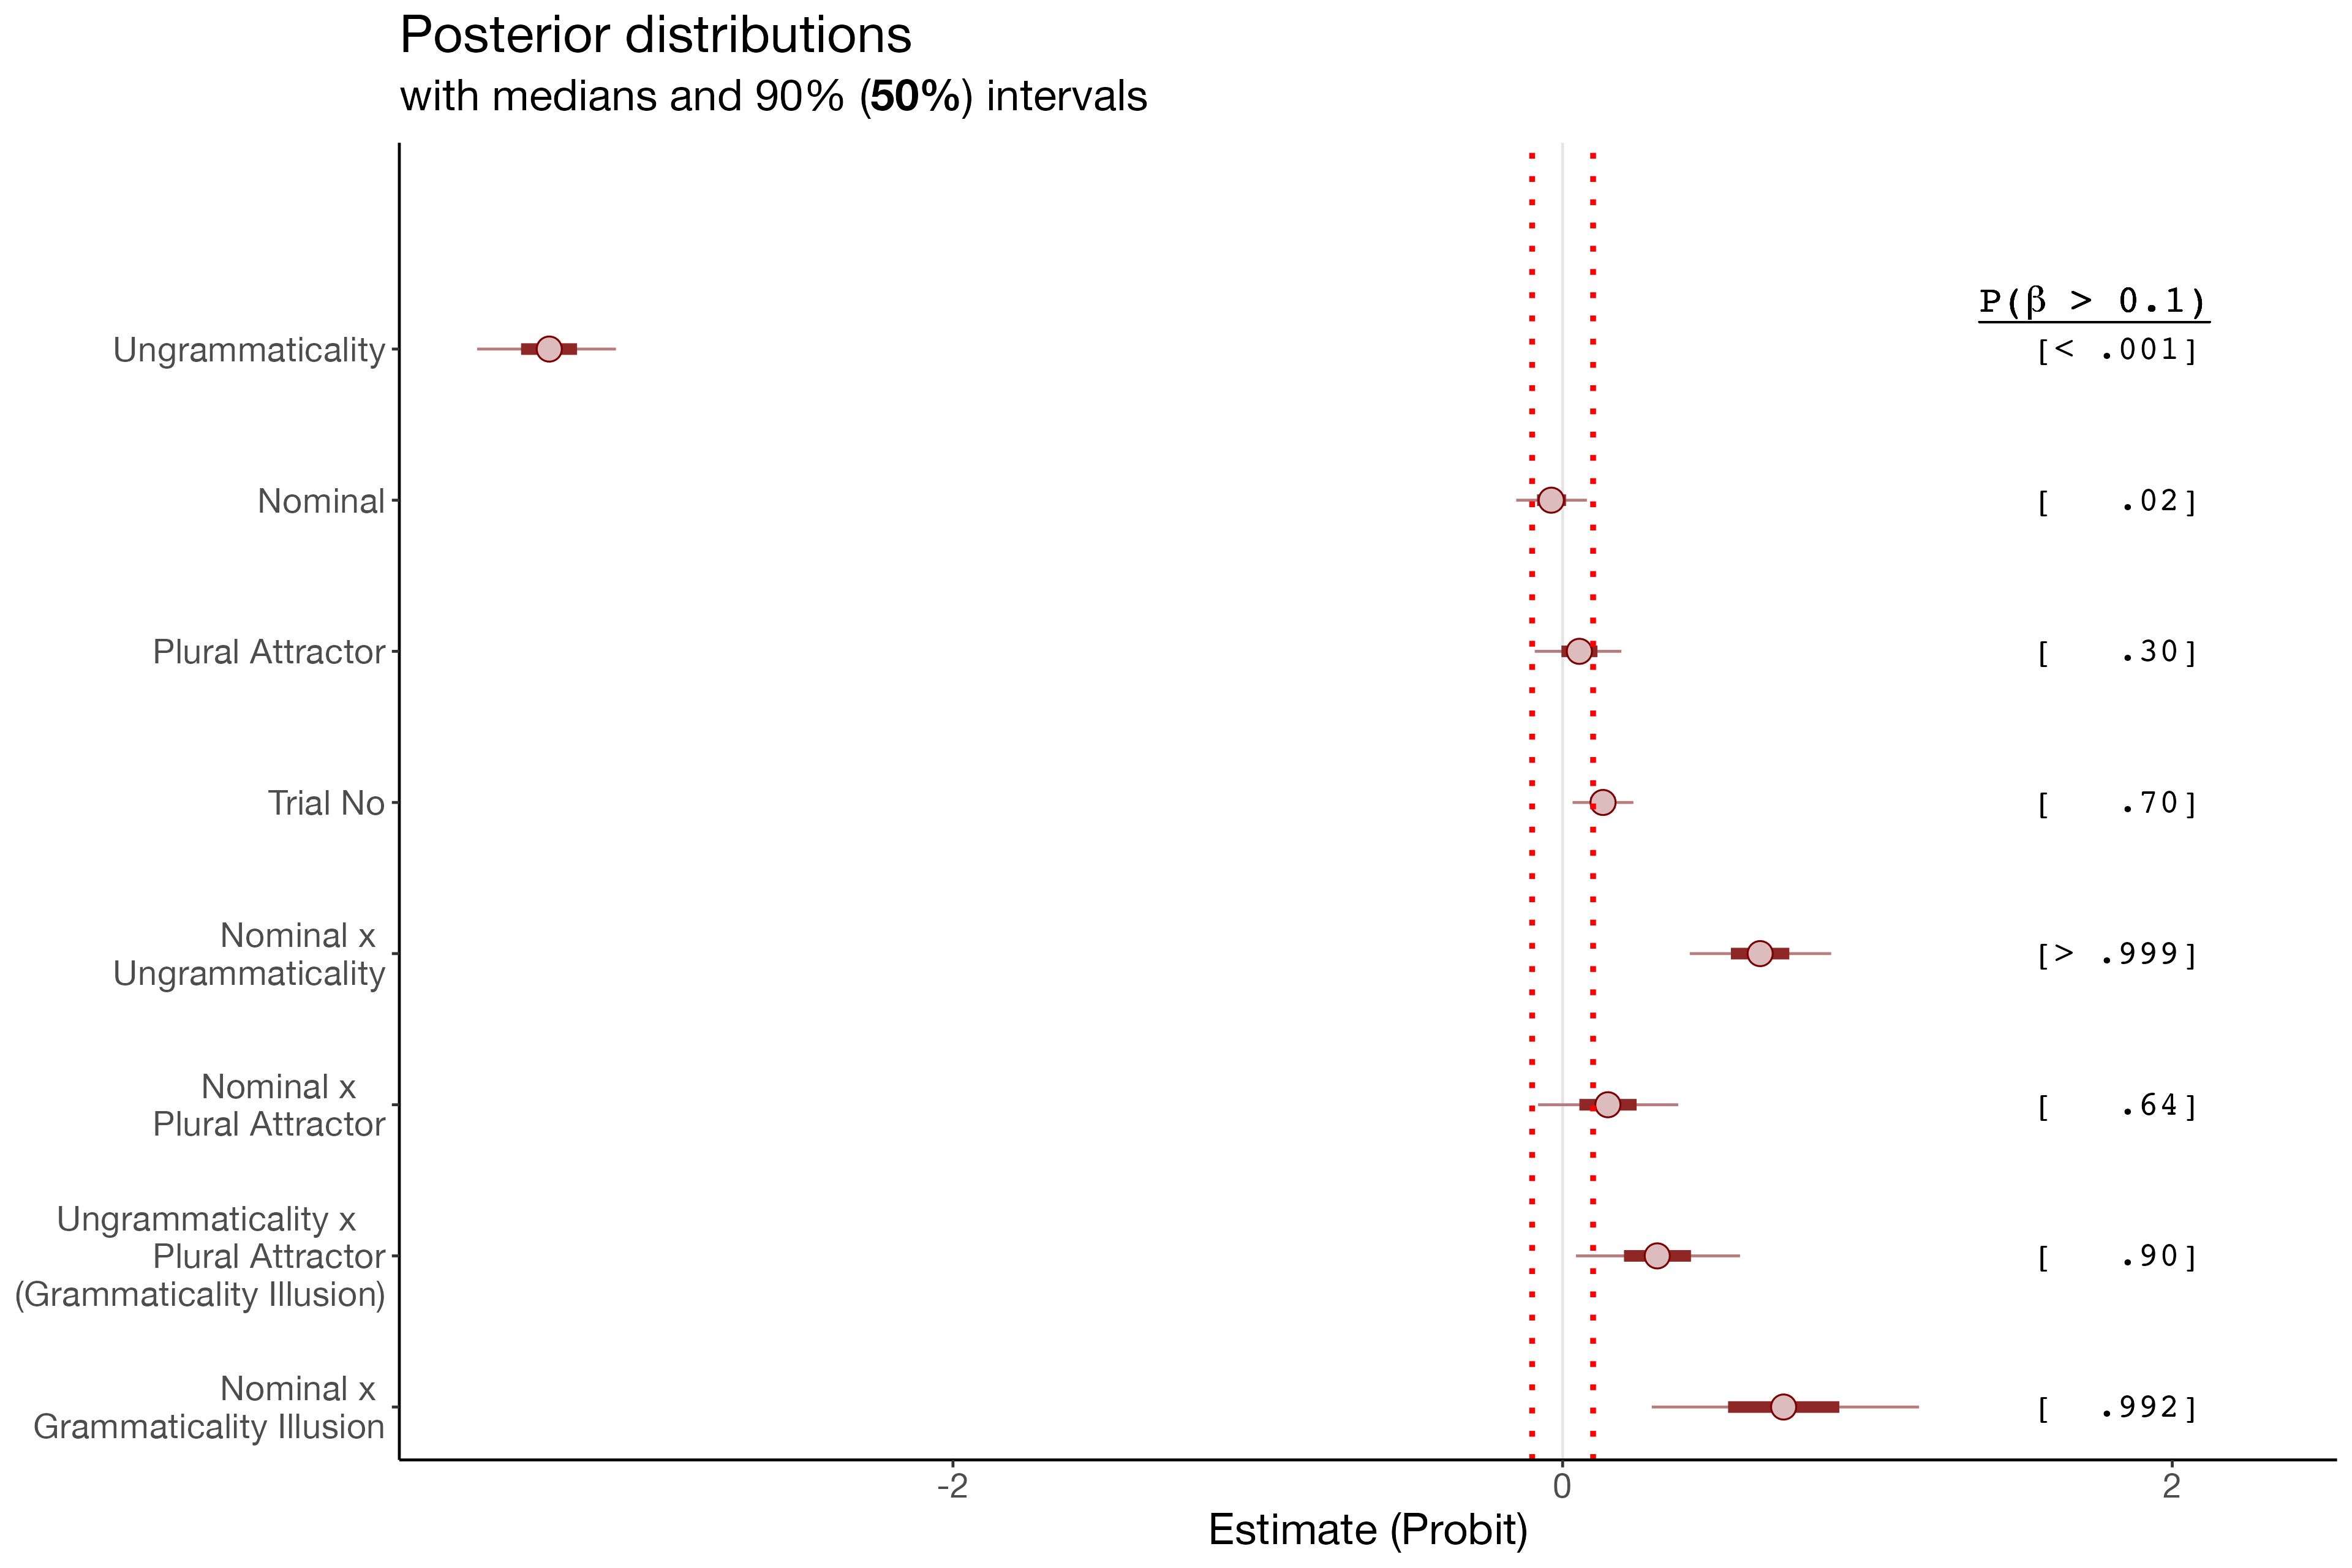 Posterior distributions
with medians and 90% (50%) intervals
P(β > 0.1)
Ungrammaticality
[< .001]
Nominal
[ .02]
Plural Attractor
[ .30]
Trial No
[ .70]
Nominal x
Ungrammaticality
[> .999]
Nominal x
Plural Attractor
[ .64]
Ungrammaticality x
Plural Attractor
(Grammaticality Illusion)
[ .90]
Nominal x
Grammaticality Illusion
[ .992]
-2 0 2
Estimate (Probit)